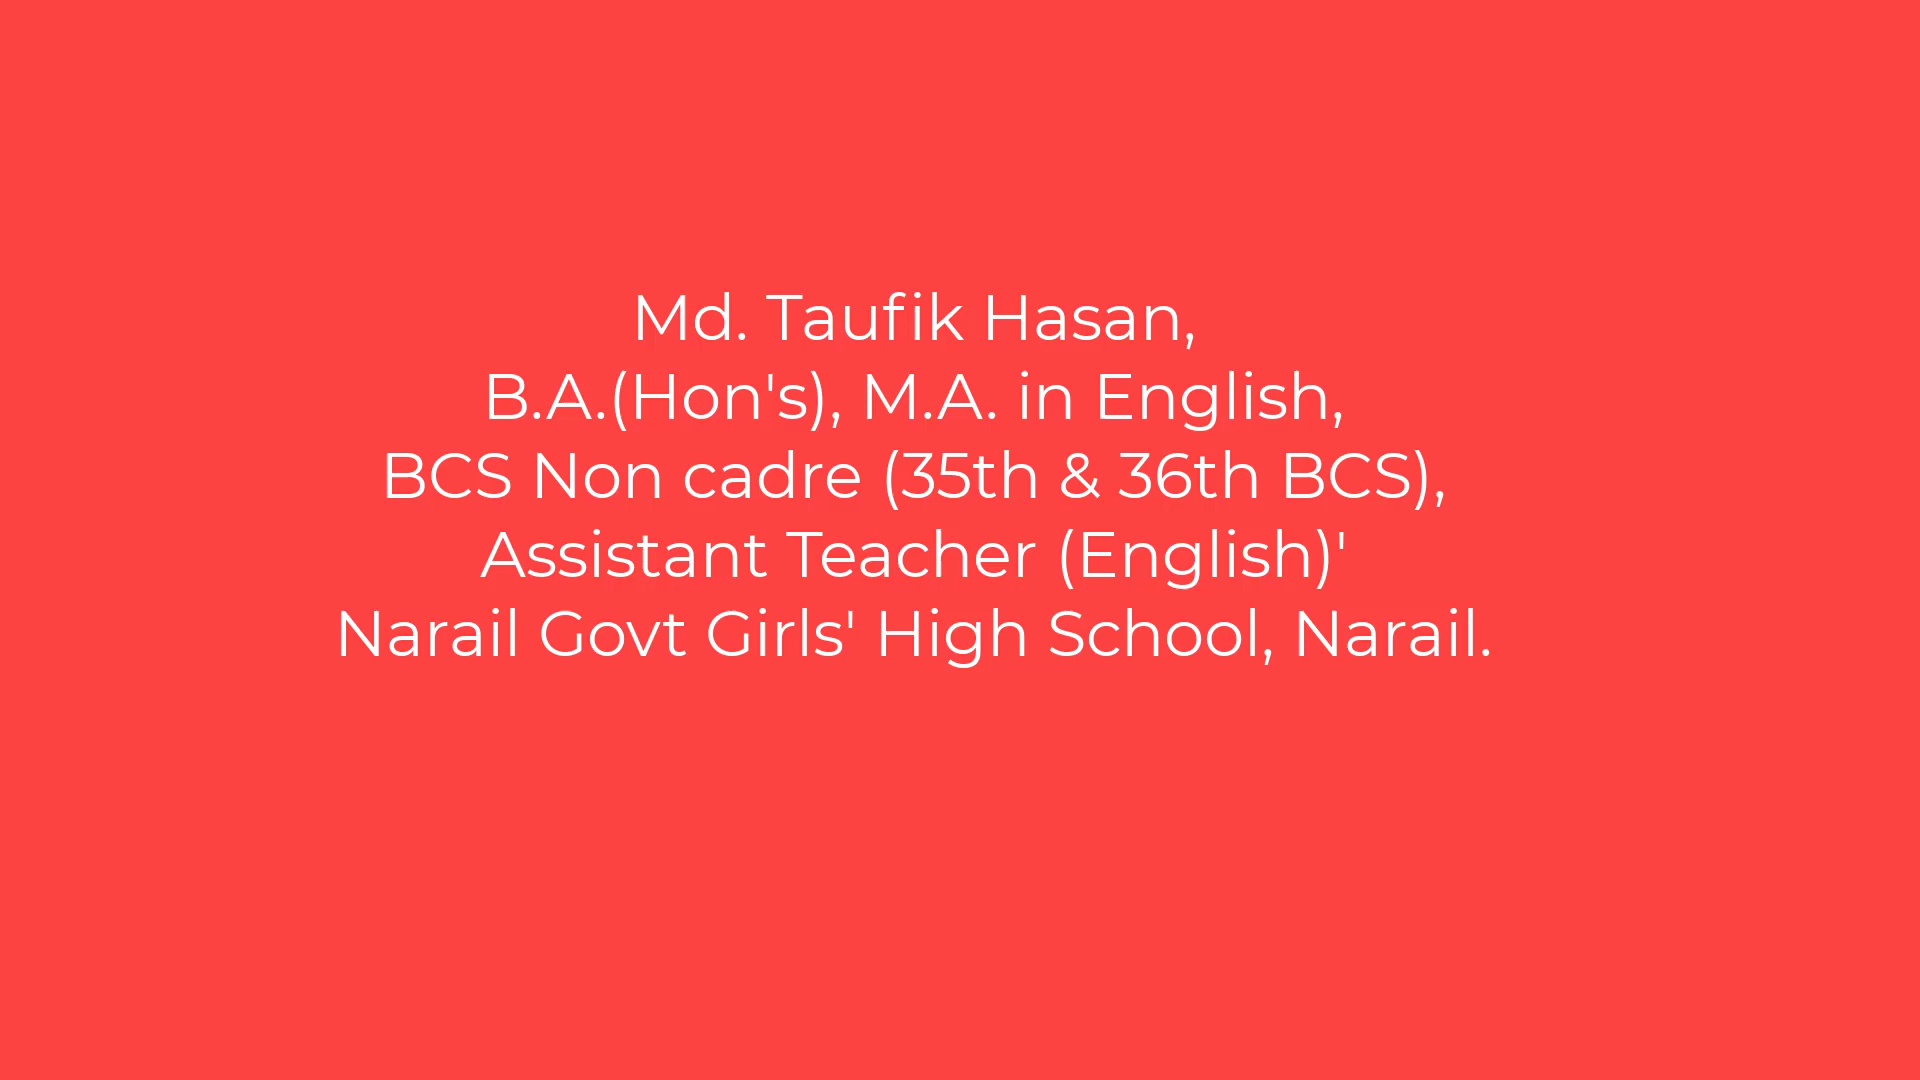 Md. Taufik Hasan,
B.A.(Hon's), M.A. in English,
BCS Non cadre (35th & 36th BCS),
Assistant Teacher (English)'
Narail Govt Girls' High School, Narail.